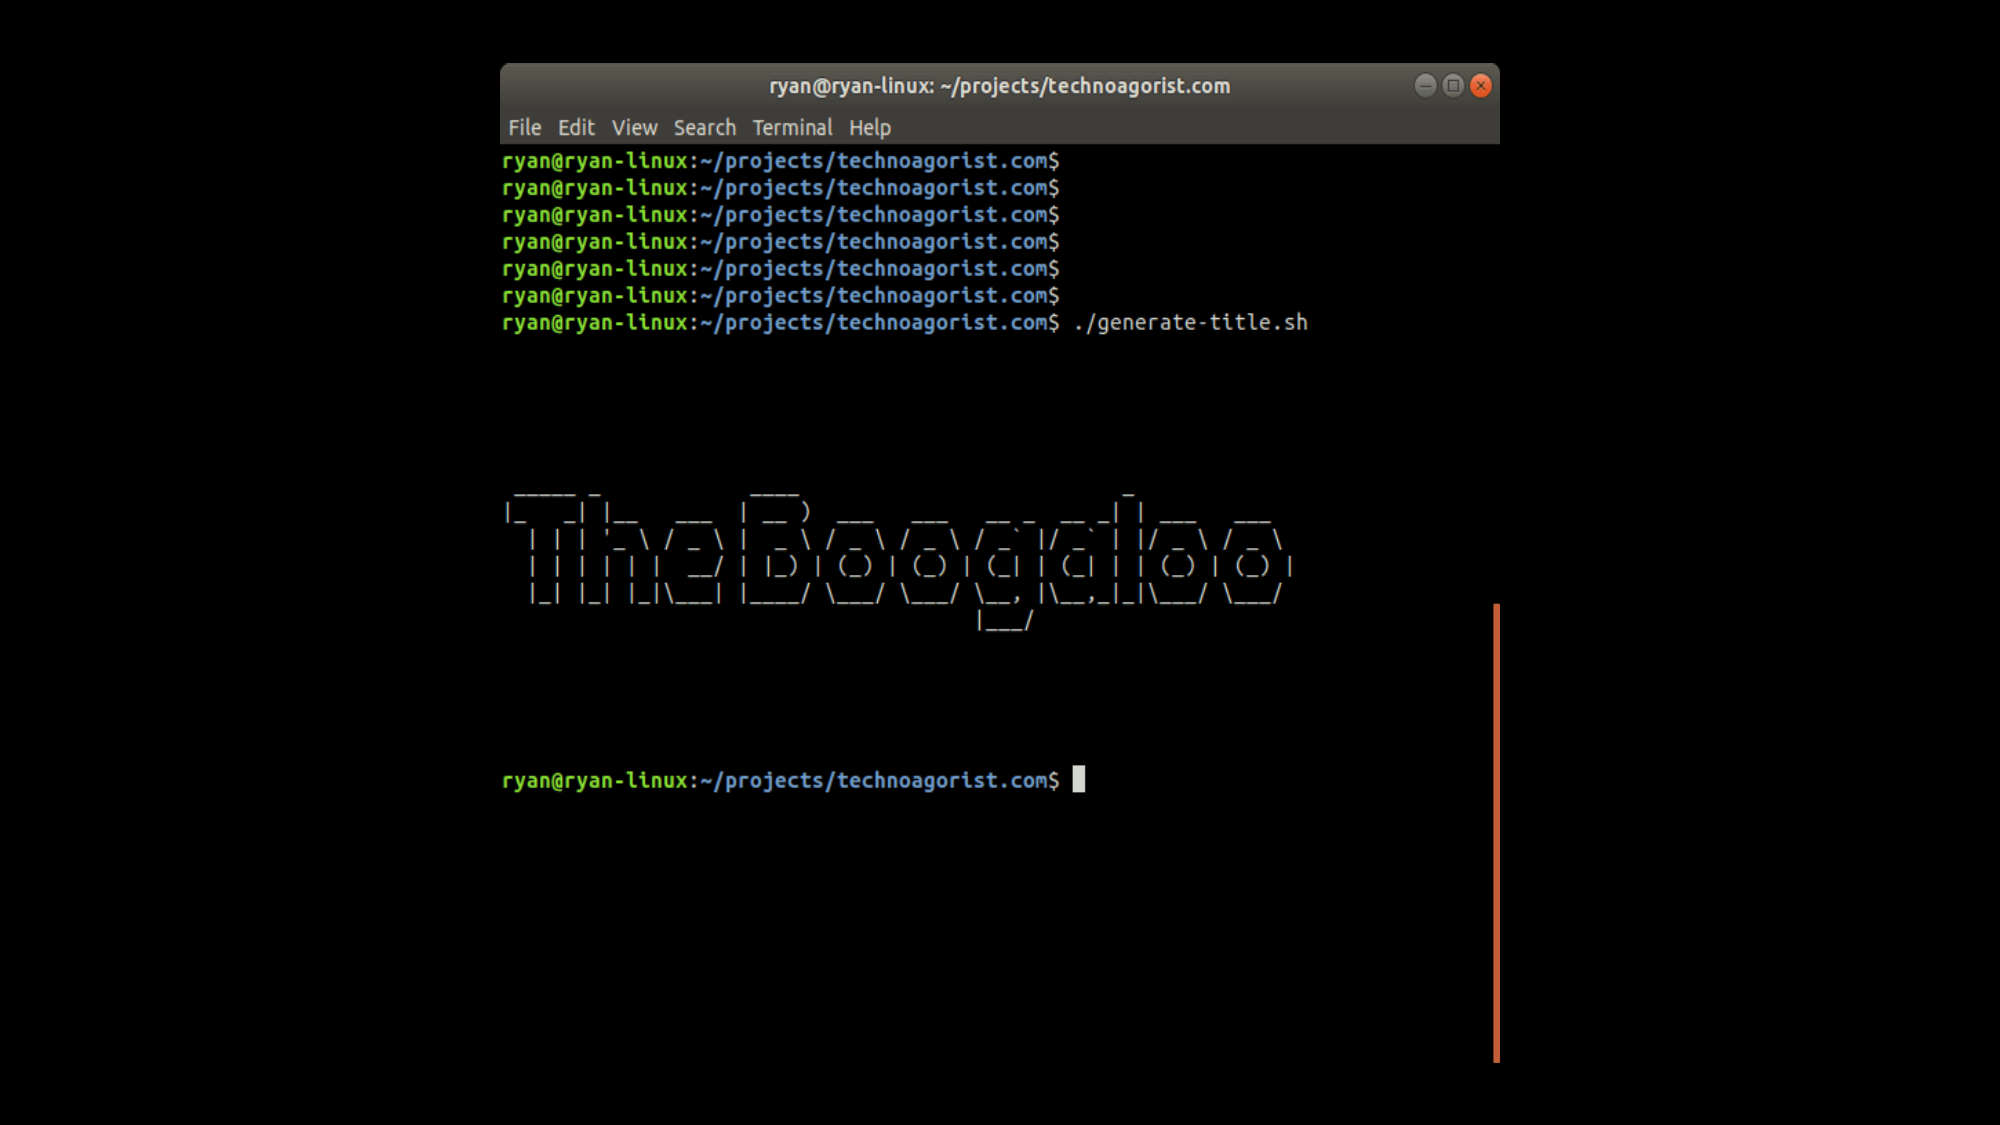 ryan@ryan-linux: ~/projects/technoagorist.com
File Edit View Search Terminal Help
ryan@ryan-linux:~/projects/technoagorist.com$
ryan@ryan-linux:~/projects/technoagorist.com$
ryan@ryan-linux:~/projects/technoagorist.com$
ryan@ryan-linux:~/projects/technoagorist.com$
ryan@ryan-linux:~/projects/technoagorist.com$
ryan@ryan-linux:~/projects/technoagorist.com$
ryan@ryan-linux:~/projects/technoagorist.com$ ./generate-title.sh
The Boogaloo
ryan@ryan-linux:~/projects/technoagorist.com$